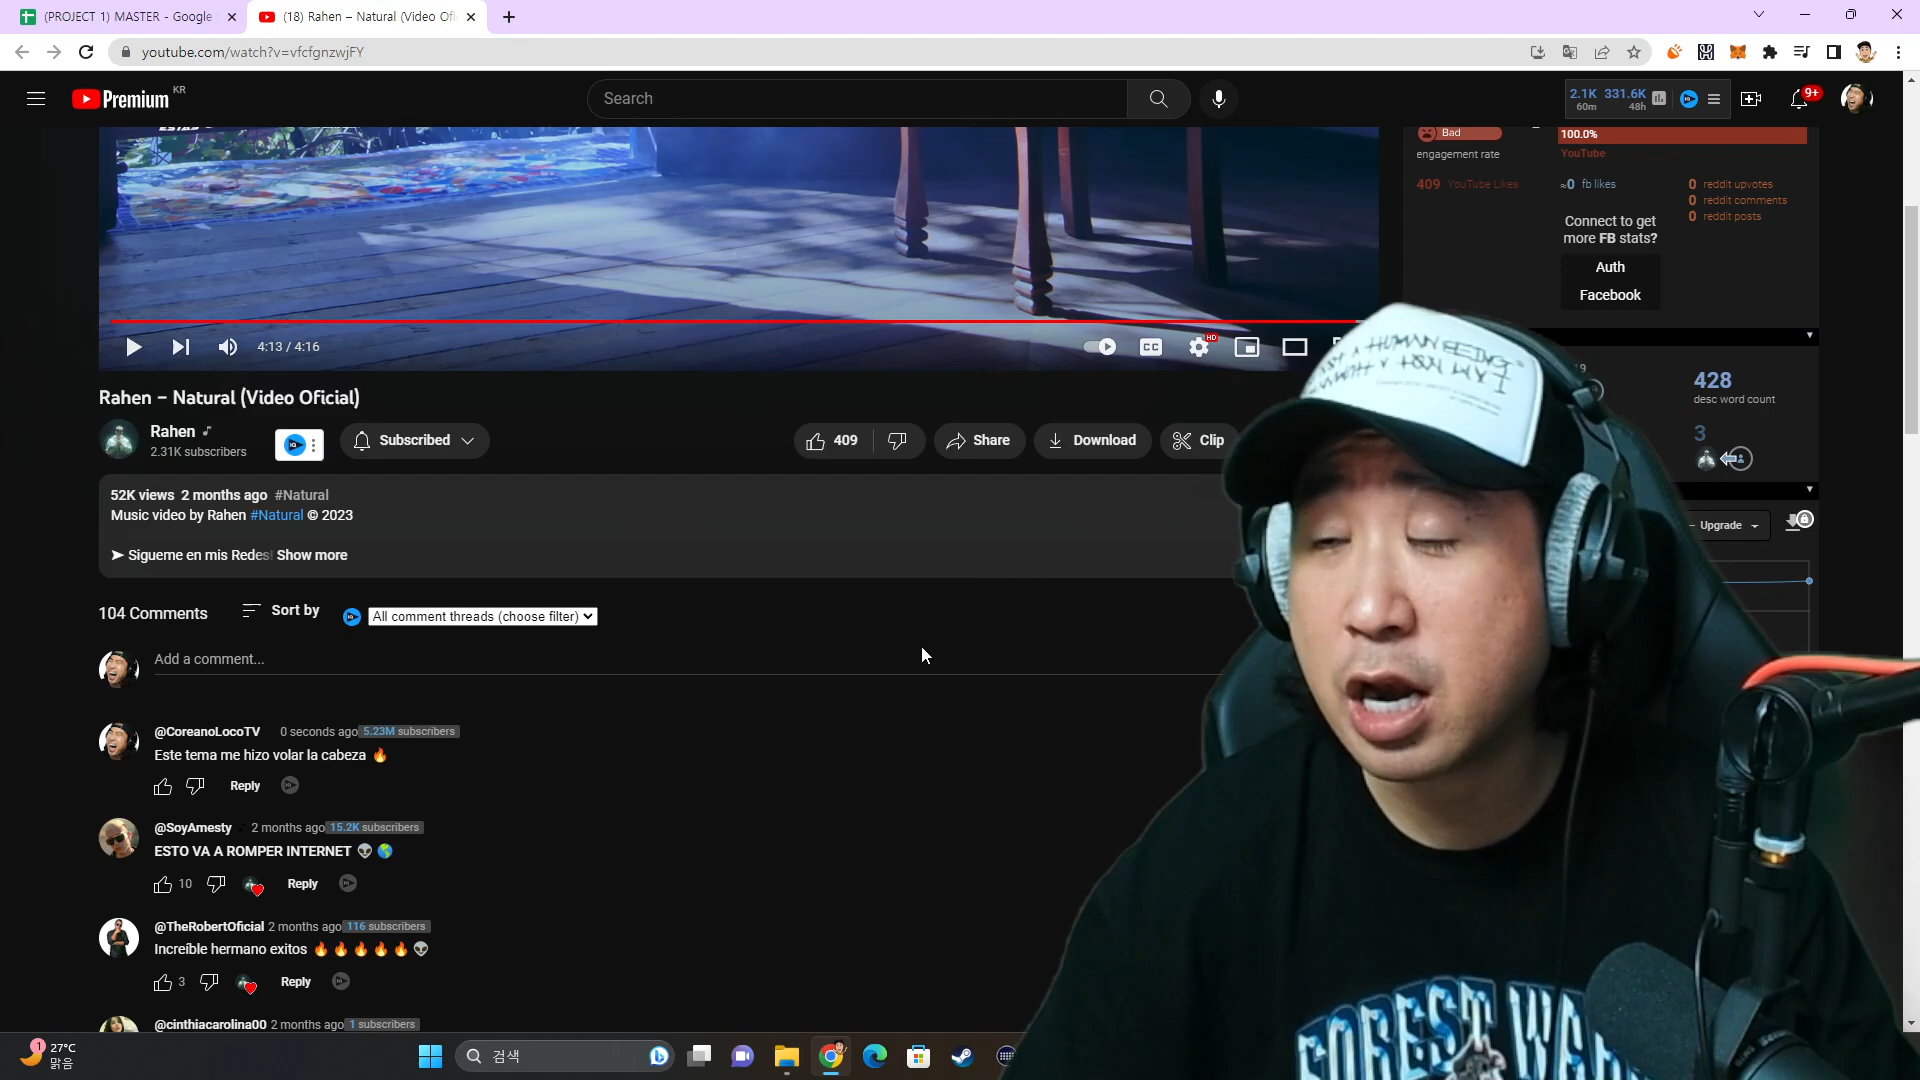 (PROJECT 1) MASTER - Google
(18) Rahen – Natural (Video Ofi
youtube.com/watch?v=vfcfgnzwjFY
Premium KR
Search
2.1K 331.6K
60m 48h
9+
Bad
engagement rate
100.0%
YouTube
409 YouTube Likes
≈0 fb likes
0 reddit upvotes
0 reddit comments
0 reddit posts
Connect to get
more FB stats?
Auth
Facebook
4:13 / 4:16
CC
HD
Rahen – Natural (Video Oficial)
Rahen
2.31K subscribers
Subscribed
409
Share
Download
Clip
428
desc word count
3
Upgrade
52K views 2 months ago #Natural
Music video by Rahen #Natural © 2023
➤ Sigueme en mis Redes! Show more
104 Comments
Sort by
All comment threads (choose filter)
Add a comment...
@CoreanoLocoTV 0 seconds ago 5.23M subscribers
Este tema me hizo volar la cabeza 🔥
Reply
@SoyAmesty 2 months ago 15.2K subscribers
ESTO VA A ROMPER INTERNET 👽 🌎
10
Reply
@TheRobertOficial 2 months ago 116 subscribers
Increíble hermano exitos 🔥 🔥 🔥 🔥 🔥 👽
3
Reply
@cinthiacarolina00 2 months ago 1 subscribers
FOREST
1
27°C
맑음
검색